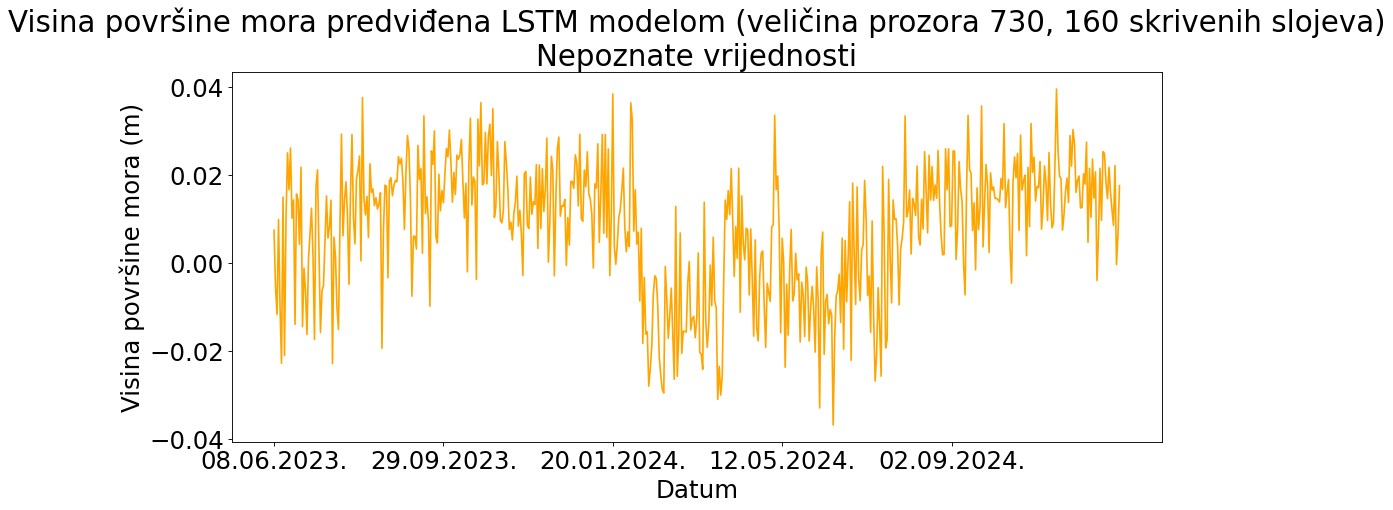 Visina površine mora predviđena LSTM modelom (veličina prozora 730, 160 skrivenih slojeva)
Nepoznate vrijednosti
Visina površine mora (m)
0.04
0.02
0.00
−0.02
−0.04
08.06.2023.
29.09.2023.
20.01.2024.
12.05.2024.
02.09.2024.
Datum